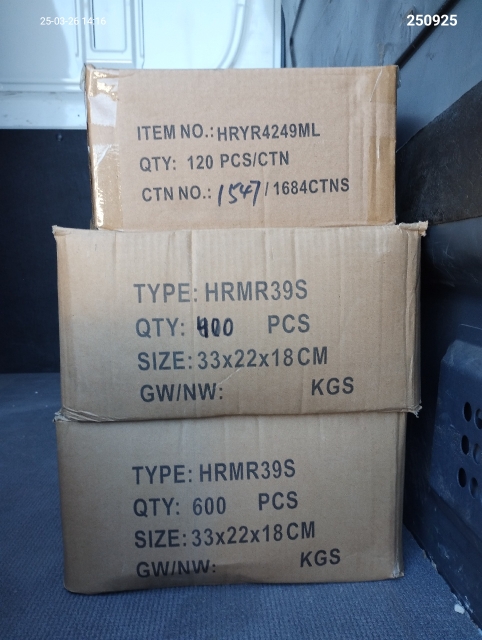 25-03-26 14:16
250925
ITEM NO.: HRYR4249ML
QTY: 120 PCS/CTN
CTN NO.: 1547/1684CTNS
TYPE: HRMR39S
QTY: 400 PCS
SIZE: 33x22x18CM
GW/NW: KGS
TYPE: HRMR39S
QTY: 600 PCS
SIZE: 33x22x18CM
GW/NW: KGS